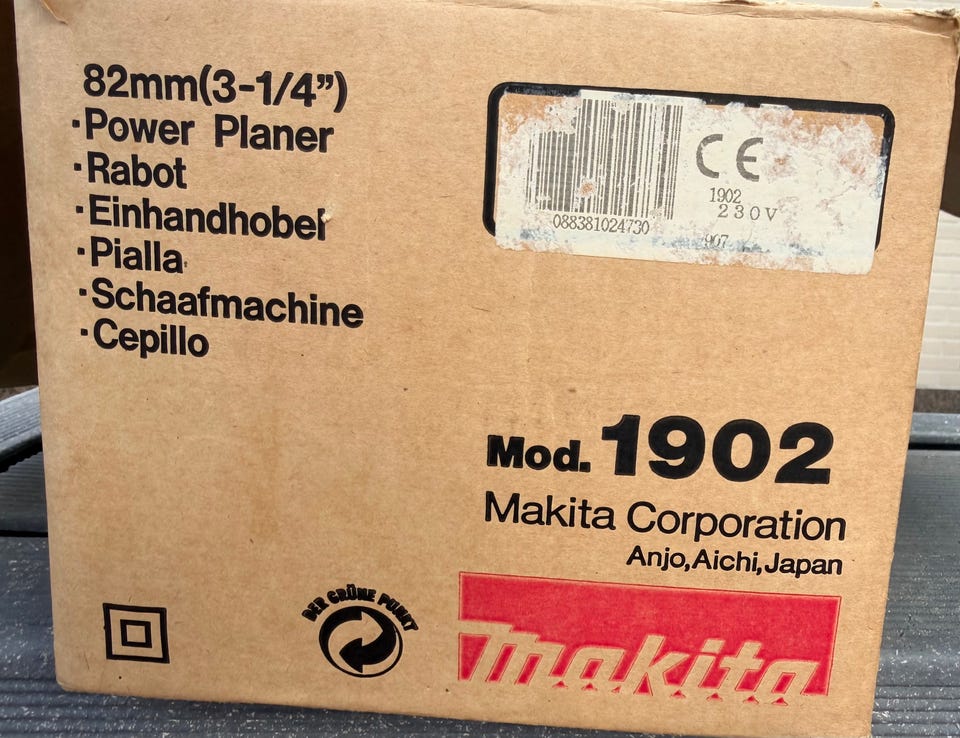 82mm(3-1/4”)
·Power Planer
·Rabot
·Einhandhobel
·Pialla
·Schaafmachine
·Cepillo
CE
1902
230V
088381024730
907
Mod. 1902
Makita Corporation
Anjo,Aichi,Japan
DER GRÜNE PUNKT
makita